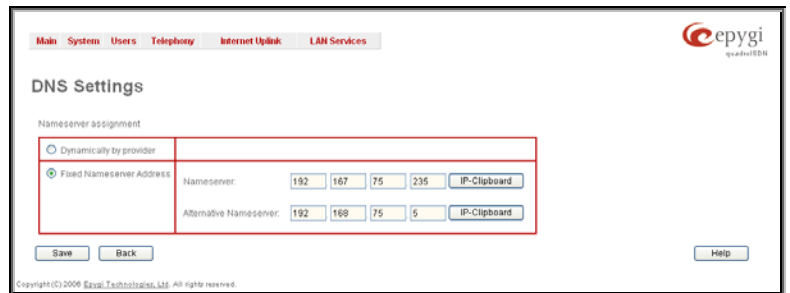 Main System Users Telephony Internet Uplink LAN Services
epygi
quadroISDN
DNS Settings
Nameserver assignment
Dynamically by provider
Fixed Nameserver Address
Nameserver: 192 167 75 235 IP-Clipboard
Alternative Nameserver: 192 168 75 5 IP-Clipboard
Save Back Help
Copyright (C) 2006 Epygi Technologies, Ltd. All rights reserved.